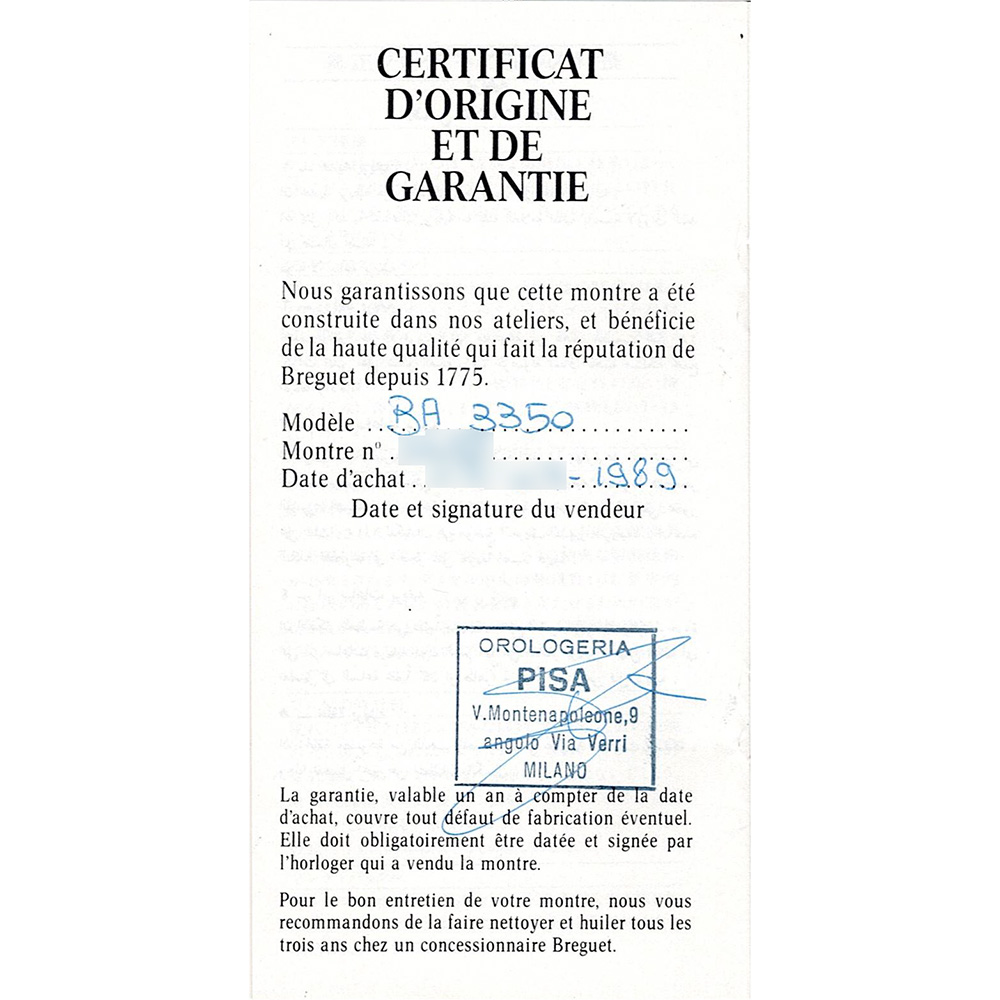 CERTIFICAT
D'ORIGINE
ET DE
GARANTIE
Nous garantissons que cette montre a été
construite dans nos ateliers, et bénéficie
de la haute qualité qui fait la réputation de
Breguet depuis 1775.
Modèle BA 3350
Montre n°
Date d'achat - 1989
Date et signature du vendeur
OROLOGERIA
PISA
V.Montenapoleone,9
angolo Via Verri
MILANO
La garantie, valable un an à compter de la date
d'achat, couvre tout défaut de fabrication éventuel.
Elle doit obligatoirement être datée et signée par
l'horloger qui a vendu la montre.
Pour le bon entretien de votre montre, nous vous
recommandons de la faire nettoyer et huiler tous les
trois ans chez un concessionnaire Breguet.